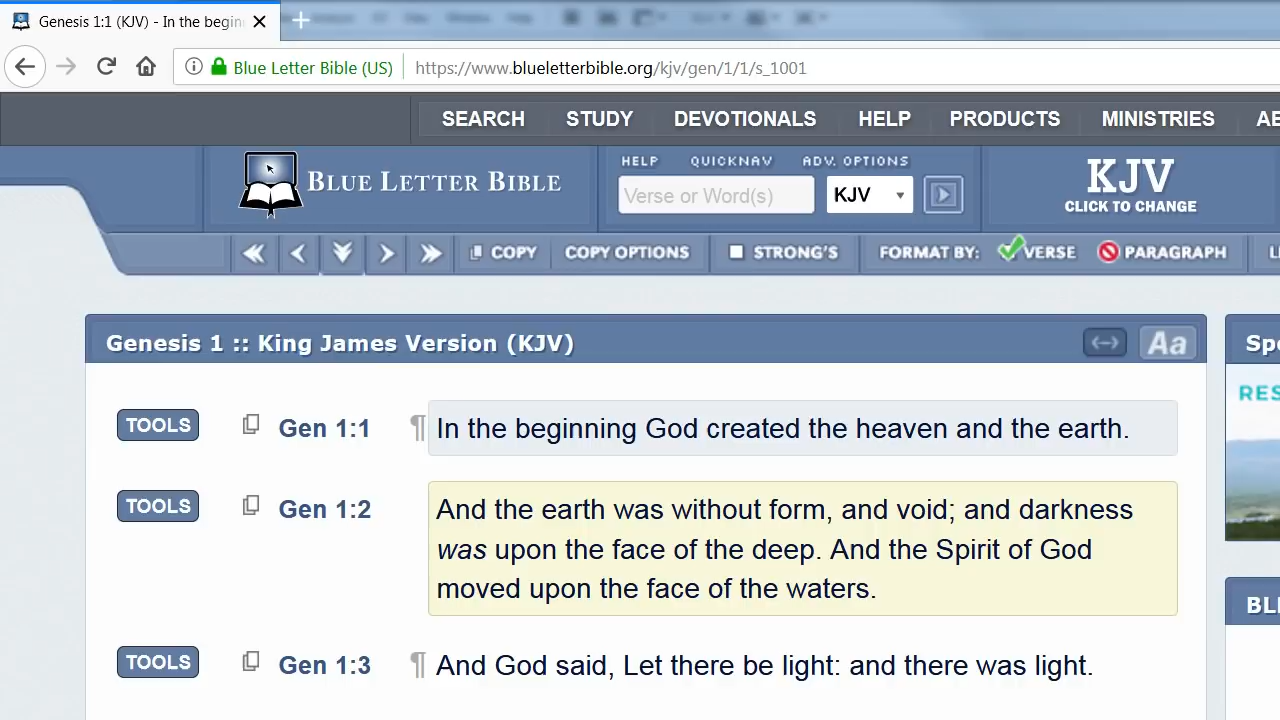 Genesis 1:1 (KJV) - In the begin
Blue Letter Bible (US) https://www.blueletterbible.org/kjv/gen/1/1/s_1001
SEARCH STUDY DEVOTIONALS HELP PRODUCTS MINISTRIES AB
HELP QUICKNAV ADV. OPTIONS
BLUE LETTER BIBLE Verse or Word(s) KJV KJV
CLICK TO CHANGE
COPY COPY OPTIONS STRONG'S FORMAT BY: VERSE PARAGRAPH LI
Genesis 1 :: King James Version (KJV) Aa Spe
RES
TOOLS Gen 1:1 ¶ In the beginning God created the heaven and the earth.
TOOLS Gen 1:2 And the earth was without form, and void; and darkness
was upon the face of the deep. And the Spirit of God
moved upon the face of the waters.
BL
TOOLS Gen 1:3 ¶ And God said, Let there be light: and there was light.